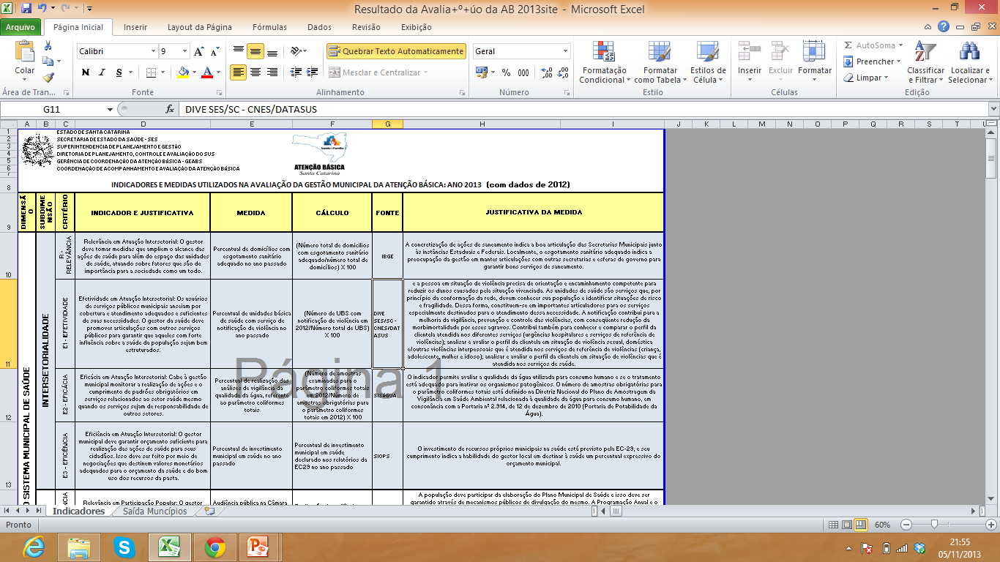 Resultado da Avalia+º+úo da AB 2013site - Microsoft Excel
Arquivo Página Inicial Inserir Layout da Página Fórmulas Dados Revisão Exibição
Colar
Calibri 9
N I S
Quebrar Texto Automaticamente
Mesclar e Centralizar
Geral
% 000
Formatação Condicional
Formatar como Tabela
Estilos de Célula
Inserir Excluir Formatar
AutoSoma
Preencher
Limpar
Classificar e Filtrar
Localizar e Selecionar
Área de Tran... Fonte Alinhamento Número Estilo Células Edição
G11 fx DIVE SES/SC - CNES/DATASUS
A B C D E F G H I J K L M N O P Q R S T
1 ESTADO DE SANTA CATARINA
2 SECRETARIA DE ESTADO DA SAÚDE - SES
3 SUPERINTENDENCIA DE PLANEJAMENTO E GESTÃO
4 DIRETORIA DE PLANEJAMENTO, CONTROLE E AVALIAÇÃO DO SUS
5 GERÊNCIA DE COORDENAÇÃO DA ATENÇÃO BÁSICA - GEABS
6 COORDENAÇÃO DE ACOMPANHAMENTO E AVALIAÇÃO DA ATENÇÃO BÁSICA
7
Saúde da Família
ATENÇÃO BÁSICA
Santa Catarina
8 INDICADORES E MEDIDAS UTILIZADOS NA AVALIAÇÃO DA GESTÃO MUNICIPAL DA ATENÇÃO BÁSICA: ANO 2013 (com dados de 2012)
9
DIMENSÃ
O
SUBDIME
NSÃO
CRITÉRIO
INDICADOR E JUSTIFICATIVA
MEDIDA
CÁLCULO
FONTE
JUSTIFICATIVA DA MEDIDA
O SISTEMA MUNICIPAL DE SAÚDE
INTERSETORIALIDADE
10
R -
RELEVÂNCIA
Relevância em Atuação Intersetorial: O gestor
deve tomar medidas que ampliem o alcance das
ações de saúde para além do espaço das unidades
de saúde, atuando sobre fatores que são de
importância para a sociedade como um todo.
Percentual de domicílios com
esgotamento sanitário
adequado no ano passado
(Número total de domicílios
com esgotamento sanitário
adequado/número total de
domicílios) X 100
IBGE
A concretização de ações de saneamento indica a boa articulação das Secretarias Municipais junto
às instâncias Estaduais e Federais. Localmente, o esgotamento sanitário adequado indica a
preocupação da gestão em manter articulações com outras secretarias e esferas de governo para
garantir bons serviços de saneamento.
11
E1 - EFETIVIDADE
Efetividade em Atuação Intersetorial: Os usuários
de serviços públicos municipais anseiam por
cobertura e atendimento adequados e suficientes
de suas necessidades. O gestor da saúde deve
promover articulações com outros serviços
públicos para garantir que aqueles com forte
influência sobre a saúde da população sejam bem
estruturados.
Percentual de unidades básica
de saúde com serviço de
notificação de violência no
ano passado
(Número de UBS com
notificação de violência em
2012/Número total de UBS)
X 100
DIVE
SES/SC -
CNES/DAT
ASUS
e a pessoa em situação de violência precisa de orientação e encaminhamento competente para
reduzir os danos causados pela situação vivenciada. As unidades de saúde são serviços que, por
princípio da conformação da rede, devem conhecer sua população e identificar situações de risco
e fragilidade. Dessa forma, constituem-se em importantes articuladores para os serviços
especialmente destinados para o atendimento dessa necessidade. A notificação contribui para a
melhoria da vigilância, prevenção e controle das violências, com conseqüente redução da
morbimortalidade por esses agravos. Contribui também para conhecer e comparar o perfil da
clientela atendida nos diferentes serviços (urgências hospitalares e serviços de referência de
violências); analisar e avaliar o perfil da clientela em situação de violência sexual, doméstica
e/outras violências interpessoais que é atendida nos serviços de referência de violências (criança,
adolescente, mulher e idoso); analisar e avaliar o perfil da clientela em situação de violências que é
atendida nos serviços de saúde.
Página 1
12
E2 - EFICÁCIA
Eficácia em Atuação Intersetorial: Cabe à gestão
municipal monitorar a realização de ações e o
cumprimento de padrões obrigatórios em
serviços relacionados ao setor saúde mesmo
quando os serviços sejam de responsabilidade de
outros setores.
Percentual de realização das
análises de vigilância da
qualidade da água, referente
ao parâmetro coliformes
totais
(Número de amostras
examinadas para o
parâmetro coliformes totais
em 2012/Número de
amostras obrigatórias para
o parâmetro coliformes
totais em 2012) X 100
SISAGUA
O indicador permite avaliar a qualidade da água utilizada para consumo humano e se o tratamento
está adequado para inativar os organismos patogênicos. O número de amostras obrigatórias para
o parâmetro coliformes totais está definido na Diretriz Nacional do Plano de Amostragem da
Vigilância em Saúde Ambiental relacionada à qualidade da água para consumo humano, em
consonância com a Portaria nº 2.914, de 12 de dezembro de 2010 (Portaria de Potabilidade da
Água).
13
E3 - EFICÊNCIA
Eficiência em Atuação Intersetorial: O gestor
municipal deve garantir orçamento suficiente para
realização das ações de saúde para seus
cidadãos. Isso deve ser feito por meio de
negociações que destinem valores monetários
adequados para o orçamento da saúde e do bom
uso dos recursos da pasta.
Percentual de investimento
municipal em saúde no ano
passado
Percentual de investimento
municipal em saúde
declarado nos relatórios da
EC29 no ano passado
SIOPS
O investimento de recursos próprios municipais na saúde está previsto pela EC-29, e seu
cumprimento indica a habilidade do gestor local em destinar à saúde um percentual expressivo do
orçamento municipal.
Relevância em Participação Popular: O gestor
Audiência pública na Câmara
A população deve participar da elaboração do Plano Municipal de Saúde e isso deve ser
garantido através de mecanismos públicos de divulgação do mesmo. A Programação Anual e o
Indicadores Saída Muncípios
Pronto 60%
21:55
05/11/2013